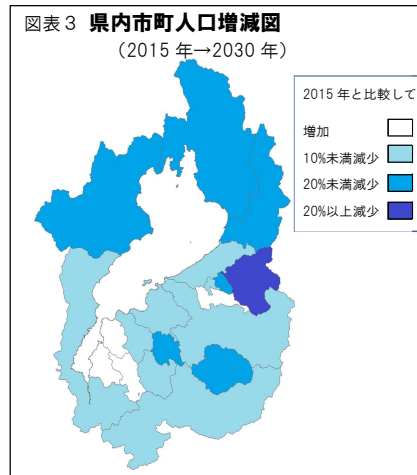 図表3 県内市町人口増減図
（2015 年→2030 年）
2015 年と比較して
増加
10%未満減少
20%未満減少
20%以上減少